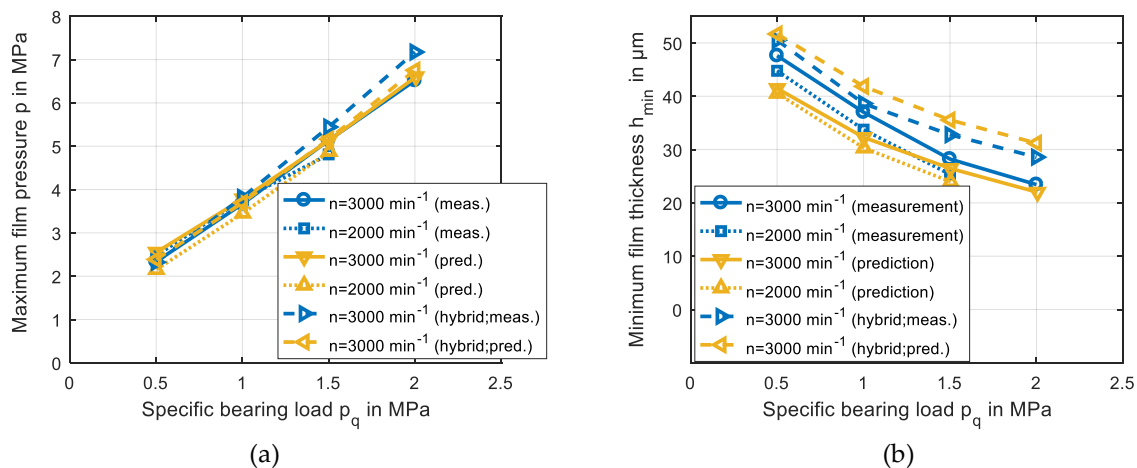 8
7
6
5
4
3
2
1
0
Maximum film pressure p in MPa
n=3000 min⁻¹ (meas.)
n=2000 min⁻¹ (meas.)
n=3000 min⁻¹ (pred.)
n=2000 min⁻¹ (pred.)
n=3000 min⁻¹ (hybrid;meas.)
n=3000 min⁻¹ (hybrid;pred.)
0 0.5 1.0 1.5 2 2.5
Specific bearing load p_q in MPa
(a)
50
40
30
20
10
0
Minimum film thickness h_min in µm
n=3000 min⁻¹ (measurement)
n=2000 min⁻¹ (measurement)
n=3000 min⁻¹ (prediction)
n=2000 min⁻¹ (prediction)
n=3000 min⁻¹ (hybrid;meas.)
n=3000 min⁻¹ (hybrid;pred.)
0 0.5 1.0 1.5 2 2.5
Specific bearing load p_q in MPa
(b)